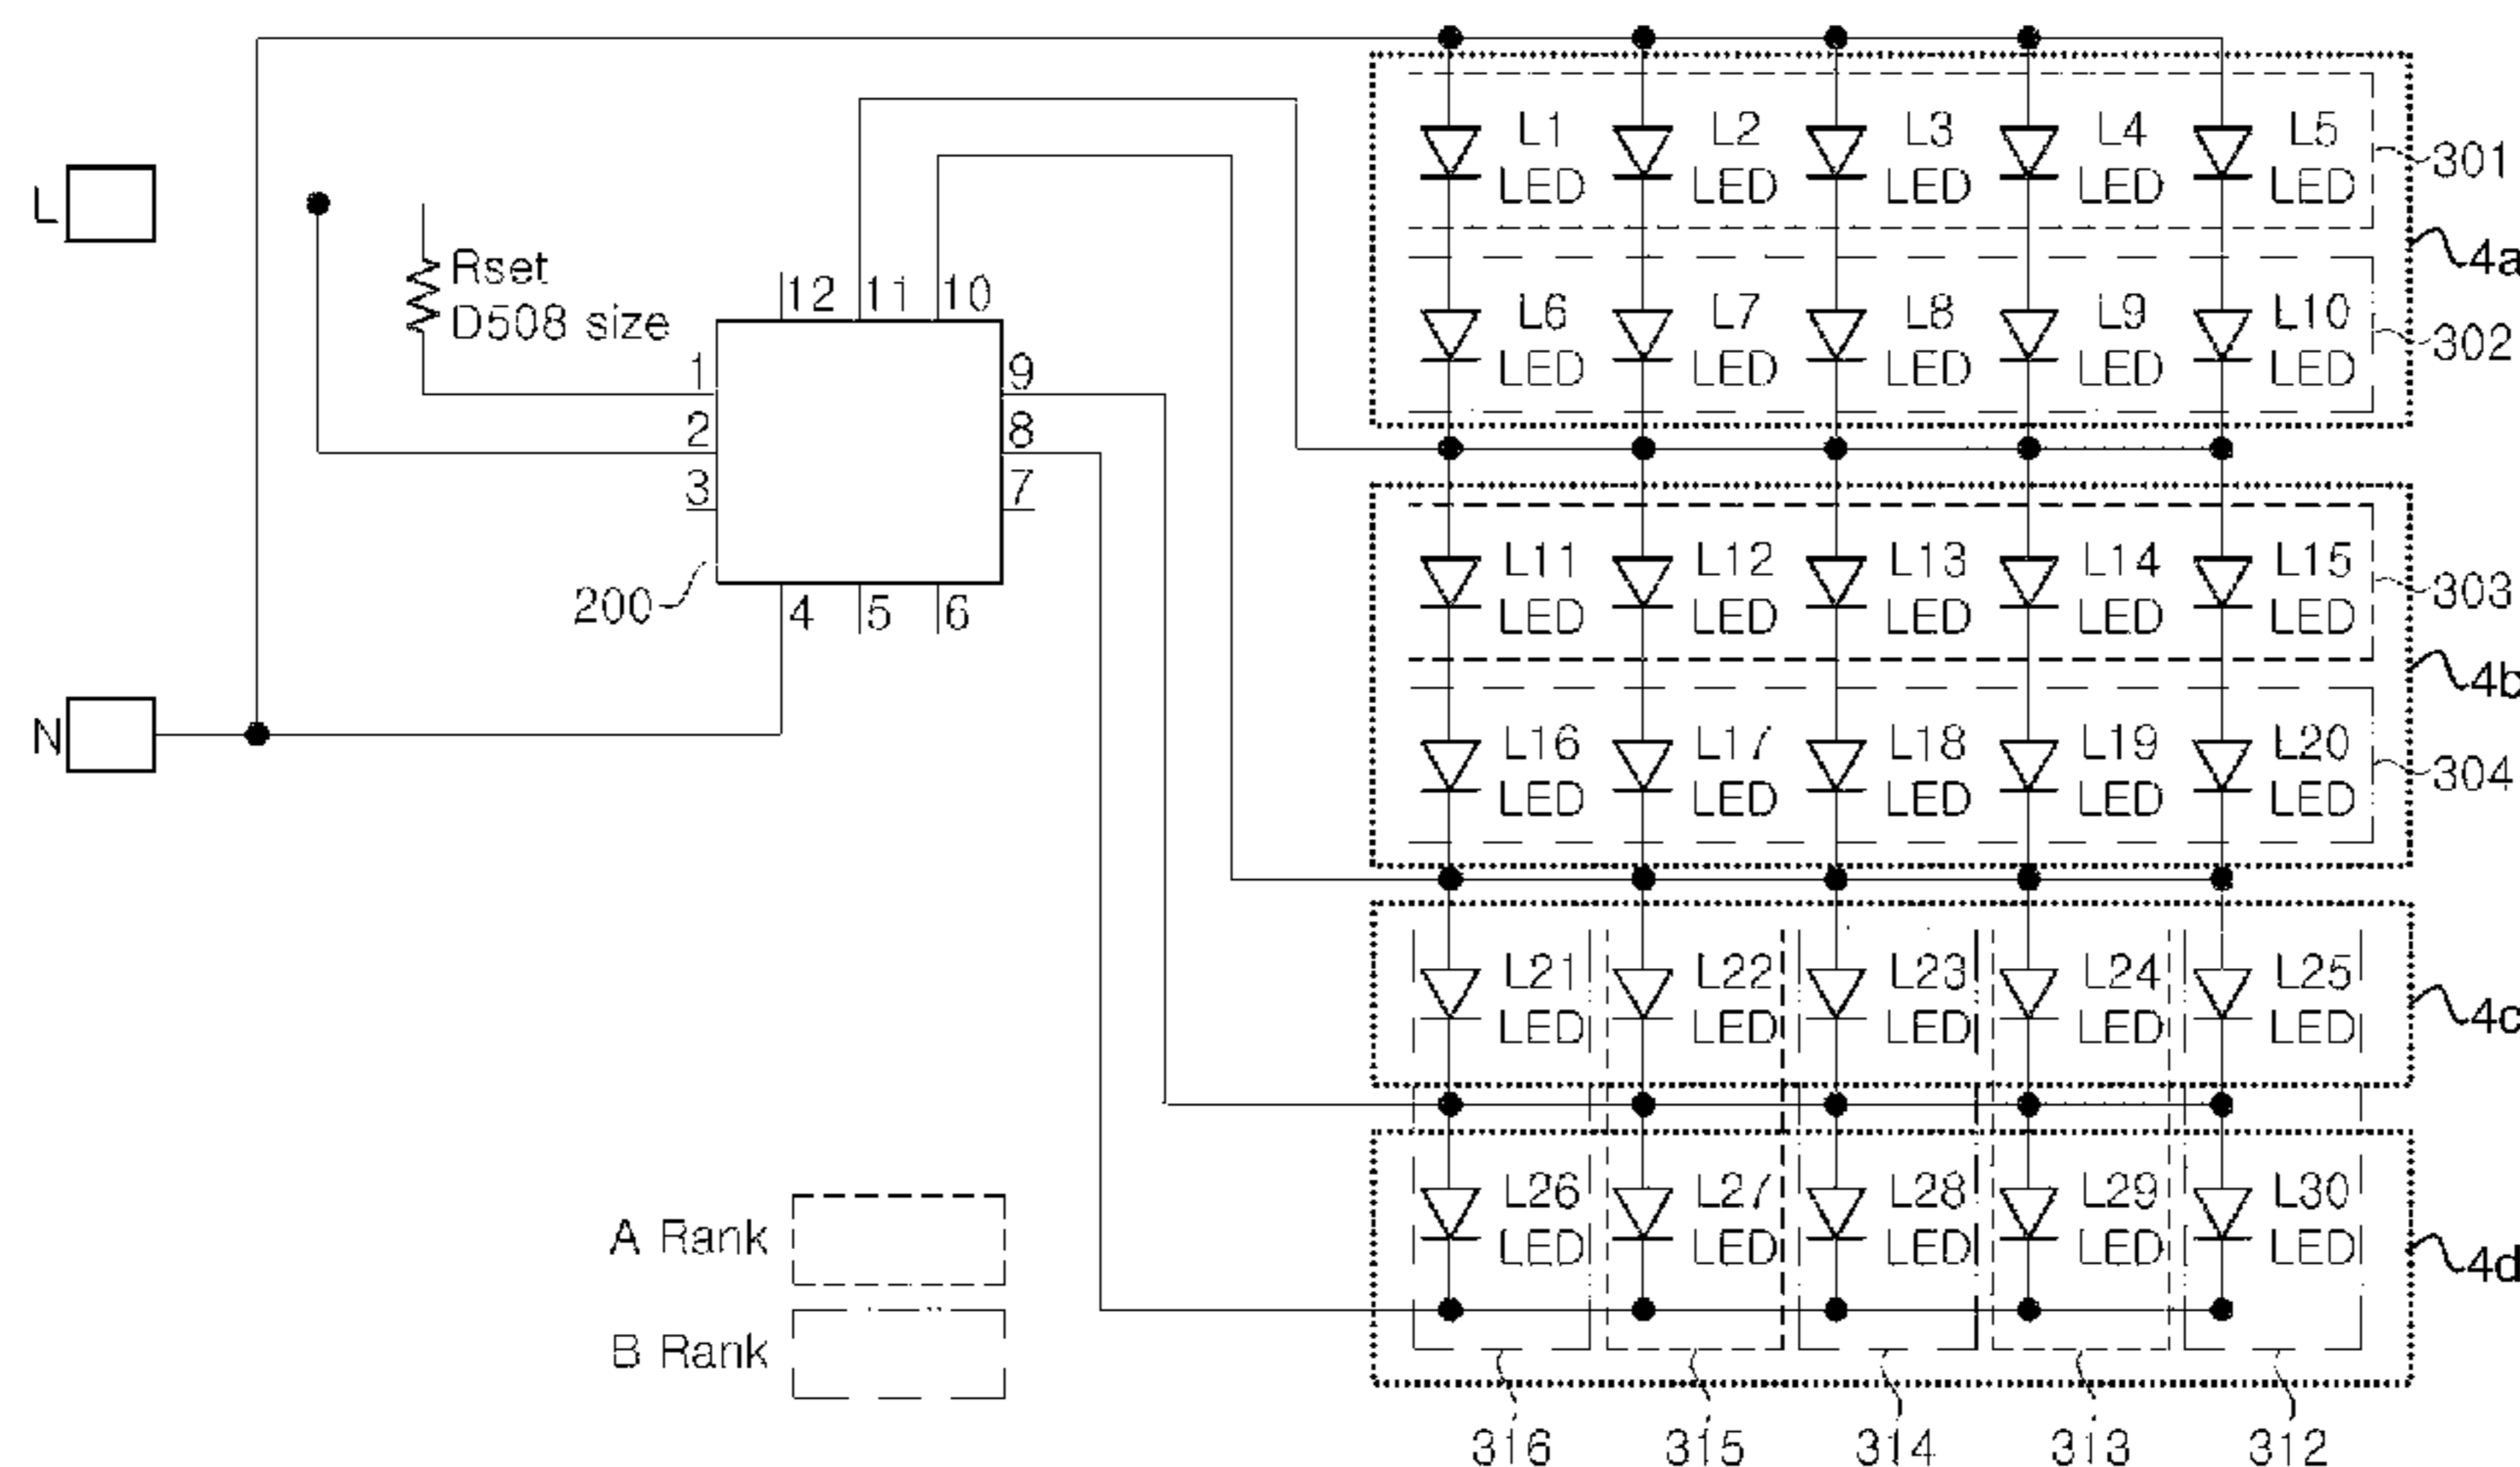 L1 L2 L3 L4 L5
LED LED LED LED LED
301
L
4a
Rset
D508 size
12 11 10
L6 L7 L8 L9 L10
LED LED LED LED LED
302
1
2
3
9
8
7
200
4 5 6
L11 L12 L13 L14 L15
LED LED LED LED LED
303
4b
N
L16 L17 L18 L19 L20
LED LED LED LED LED
304
L21 L22 L23 L24 L25
LED LED LED LED LED
4c
L26 L27 L28 L29 L30
LED LED LED LED LED
4d
A Rank
B Rank
316 315 314 313 312